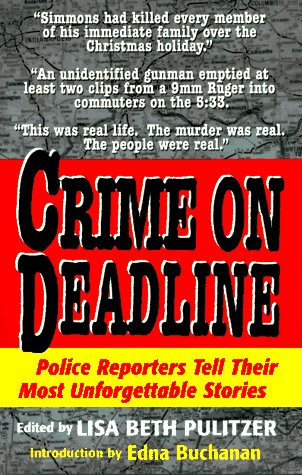 "Simmons had killed every member
of his immediate family over the
Christmas holiday."
"An unidentified gunman emptied at
least two clips from a 9mm Ruger into
commuters on the 5:33.
"This was real life. The murder was real.
The people were real."
CRIME ON
DEADLINE
Police Reporters Tell Their
Most Unforgettable Stories
Edited by LISA BETH PULITZER
Introduction by Edna Buchanan